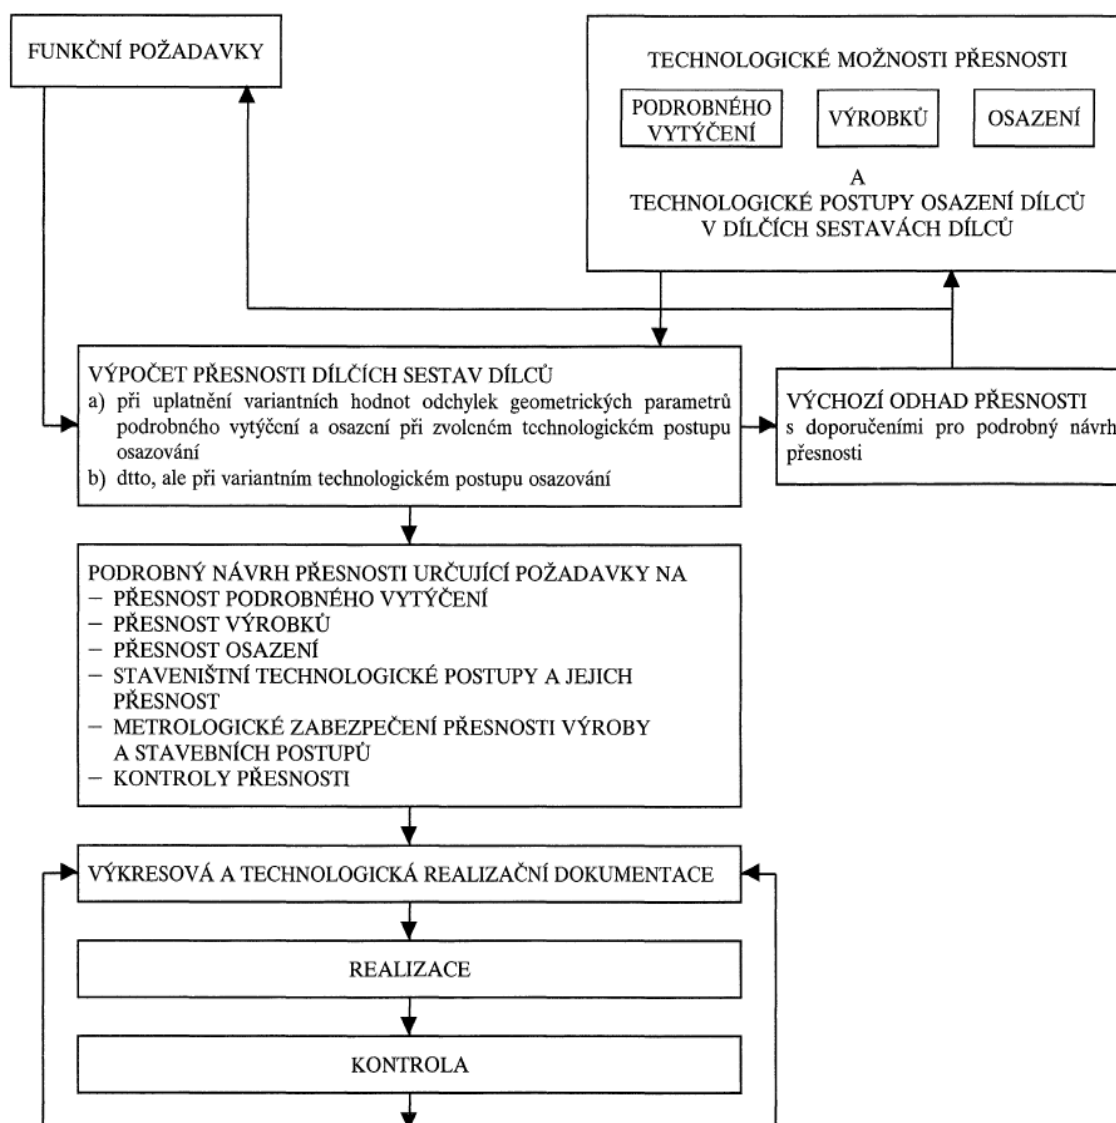 FUNKČNÍ POŽADAVKY
TECHNOLOGICKÉ MOŽNOSTI PŘESNOSTI
PODROBNÉHO
VYTÝČENÍ
VÝROBKŮ
OSAZENÍ
A
TECHNOLOGICKÉ POSTUPY OSAZENÍ DÍLCŮ
V DÍLČÍCH SESTAVÁCH DÍLCŮ
VÝPOČET PŘESNOSTI DÍLČÍCH SESTAV DÍLCŮ
a) při uplatnění variantních hodnot odchylek geometrických parametrů
podrobného vytýčení a osazení při zvoleném technologickém postupu
osazování
b) dtto, ale při variantním technologickém postupu osazování
VÝCHOZÍ ODHAD PŘESNOSTI
s doporučeními pro podrobný návrh
přesnosti
PODROBNÝ NÁVRH PŘESNOSTI URČUJÍCÍ POŽADAVKY NA
– PŘESNOST PODROBNÉHO VYTÝČENÍ
– PŘESNOST VÝROBKŮ
– PŘESNOST OSAZENÍ
– STAVENIŠTNÍ TECHNOLOGICKÉ POSTUPY A JEJICH
PŘESNOST
– METROLOGICKÉ ZABEZPEČENÍ PŘESNOSTI VÝROBY
A STAVEBNÍCH POSTUPŮ
– KONTROLY PŘESNOSTI
VÝKRESOVÁ A TECHNOLOGICKÁ REALIZAČNÍ DOKUMENTACE
REALIZACE
KONTROLA